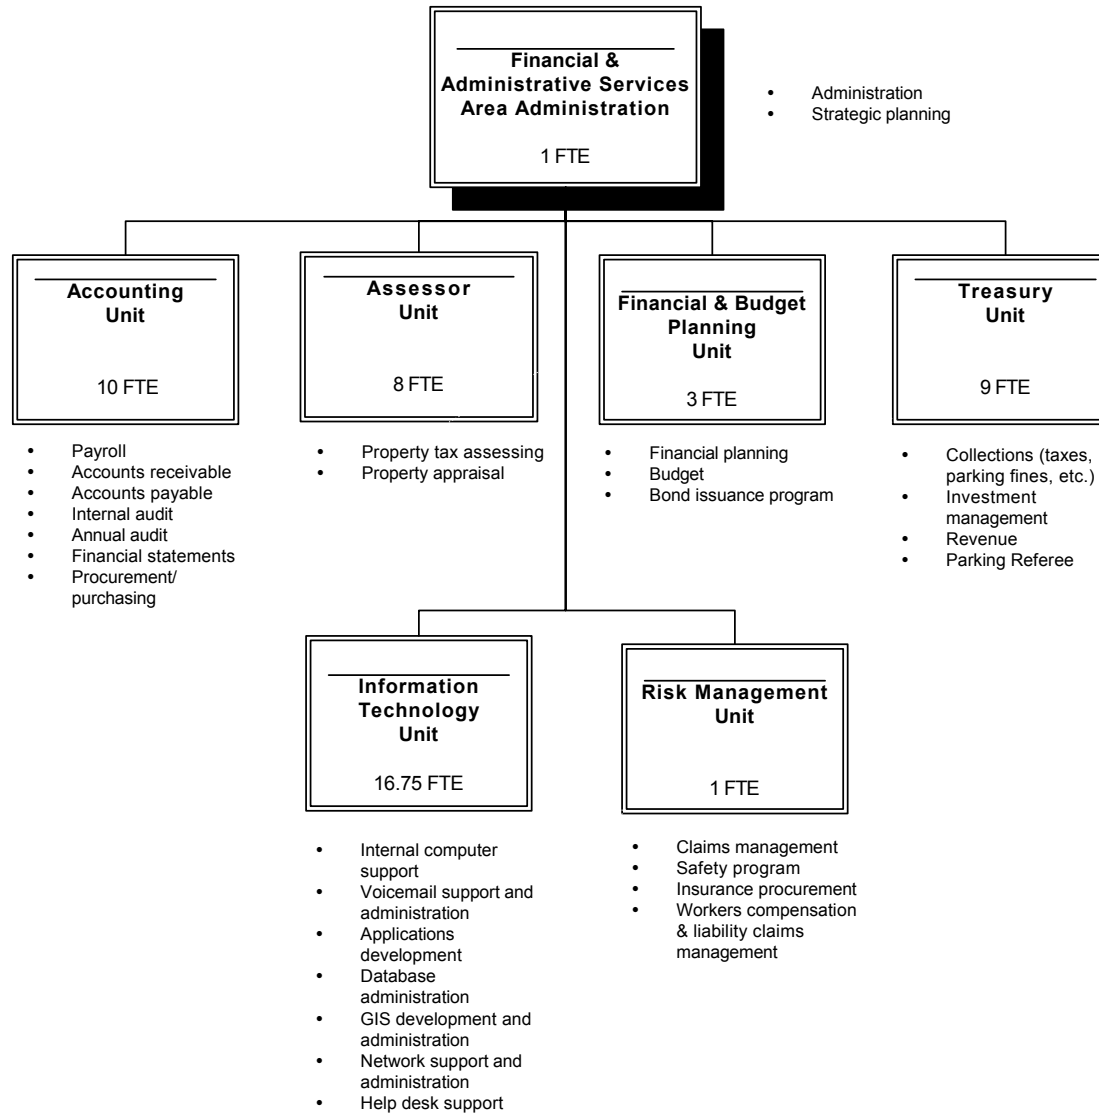 Financial &
Administrative Services
Area Administration
1 FTE
• Administration
• Strategic planning
Accounting
Unit
10 FTE
• Payroll
• Accounts receivable
• Accounts payable
• Internal audit
• Annual audit
• Financial statements
• Procurement/
purchasing
Assessor
Unit
8 FTE
• Property tax assessing
• Property appraisal
Financial & Budget
Planning
Unit
3 FTE
• Financial planning
• Budget
• Bond issuance program
Treasury
Unit
9 FTE
• Collections (taxes,
parking fines, etc.)
• Investment
management
• Revenue
• Parking Referee
Information
Technology
Unit
16.75 FTE
• Internal computer
support
• Voicemail support and
administration
• Applications
development
• Database
administration
• GIS development and
administration
• Network support and
administration
• Help desk support
Risk Management
Unit
1 FTE
• Claims management
• Safety program
• Insurance procurement
• Workers compensation
& liability claims
management